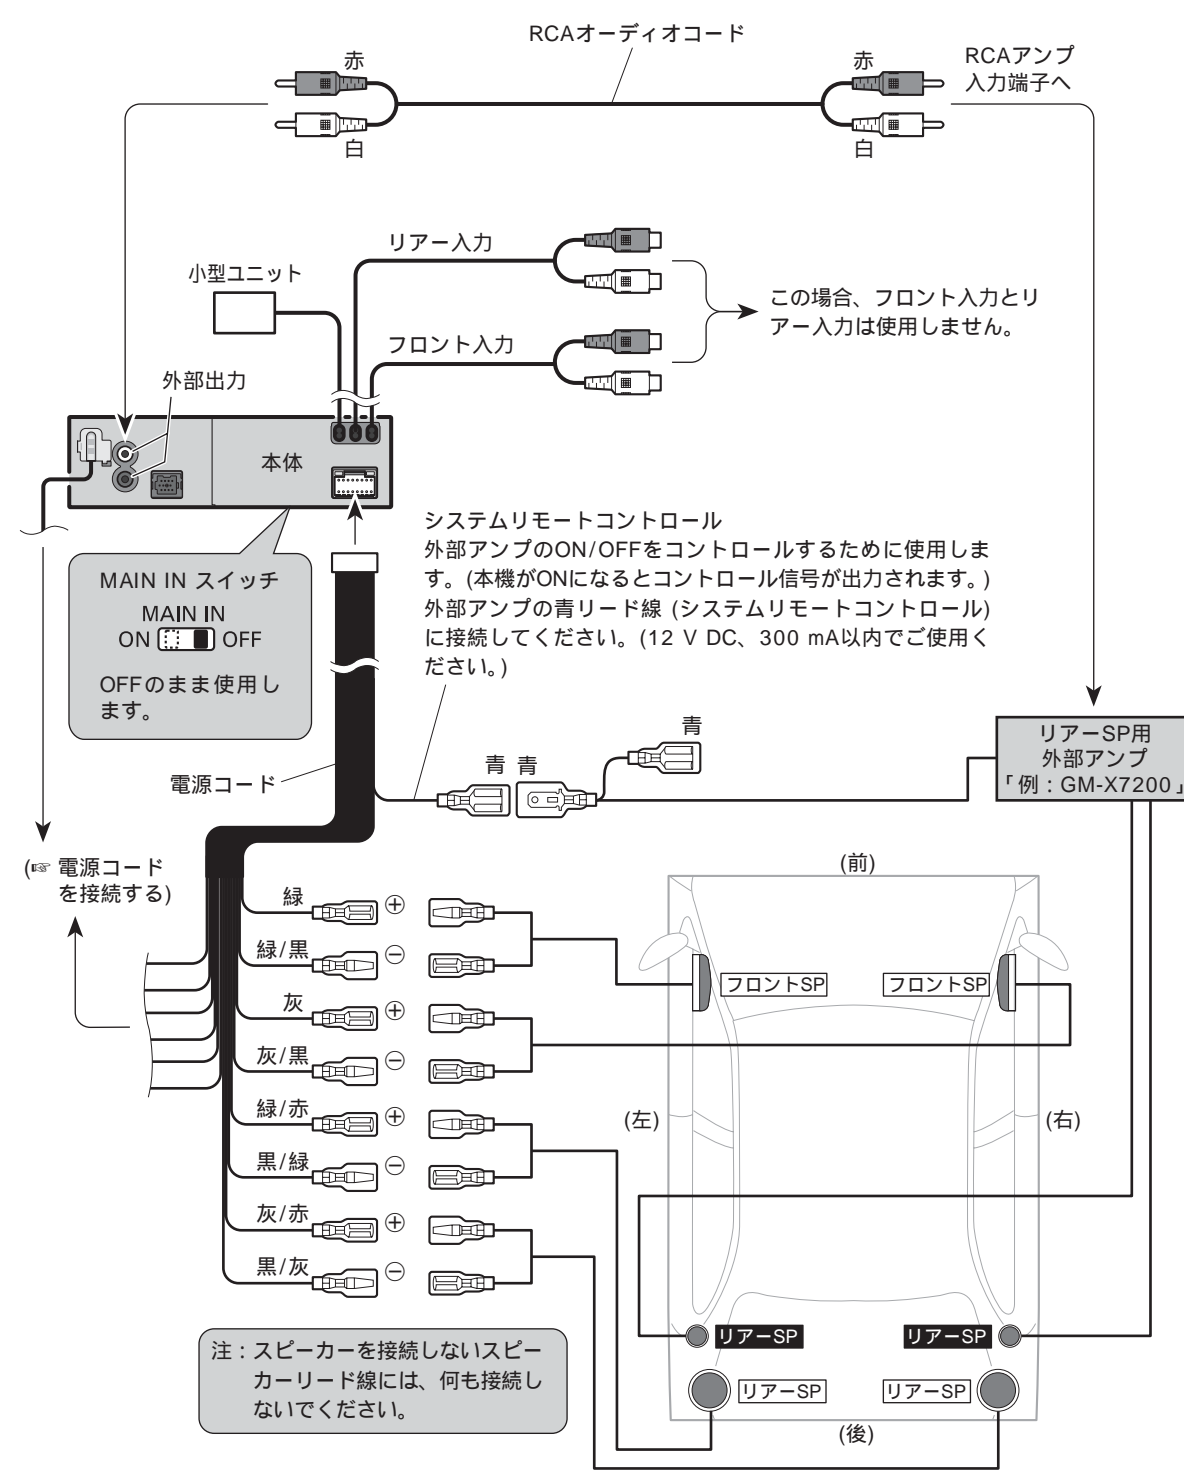 RCAオーディオコード
赤
赤
RCAアンプ
入力端子へ
白
白
リアー入力
小型ユニット
この場合、フロント入力とリ
アー入力は使用しません。
フロント入力
外部出力
本体
システムリモートコントロール
外部アンプのON/OFFをコントロールするために使用しま
す。(本機がONになるとコントロール信号が出力されます。)
外部アンプの青リード線 (システムリモートコントロール)
に接続してください。(12 V DC、300 mA以内でご使用く
ださい。)
MAIN IN スイッチ
MAIN IN
ON OFF
OFFのまま使用し
ます。
青
青 青
リアーSP用
外部アンプ
「例：GM-X7200」
電源コード
(☞ 電源コード
を接続する)
(前)
緑 ⊕
緑/黒 ⊖
フロントSP フロントSP
灰 ⊕
灰/黒 ⊖
緑/赤 ⊕
(左) (右)
黒/緑 ⊖
灰/赤 ⊕
黒/灰 ⊖
リアーSP リアーSP
リアーSP リアーSP
注：スピーカーを接続しないスピー
カーリード線には、何も接続し
ないでください。
(後)